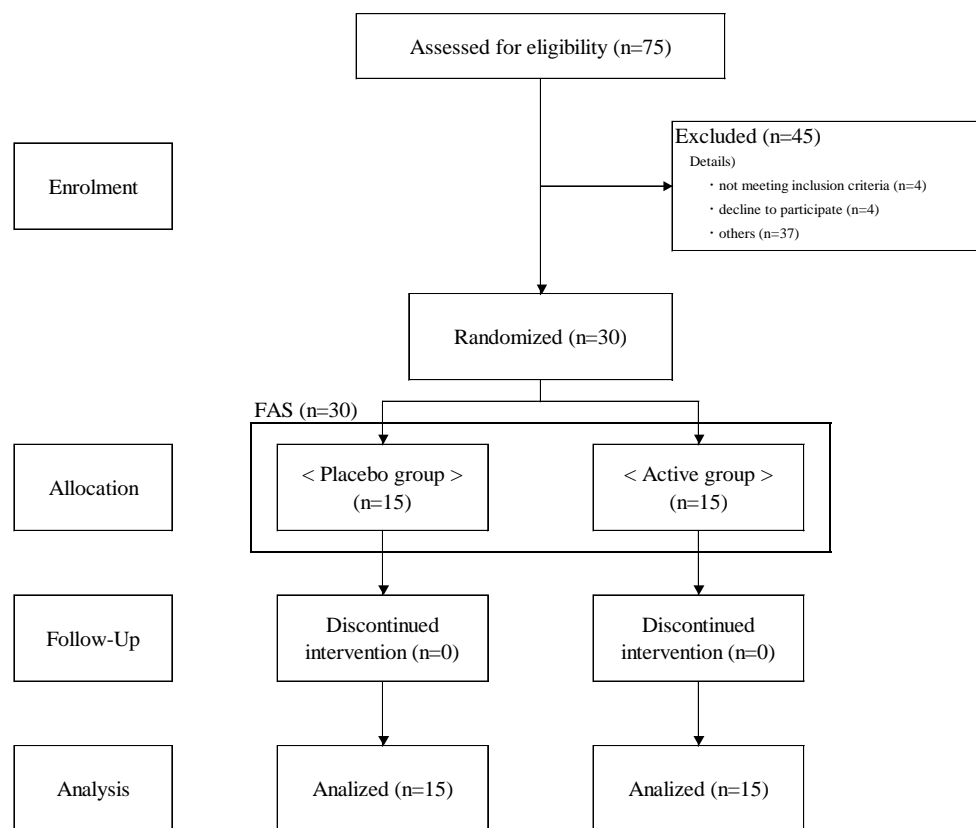 Assessed for eligibility (n=75)
Excluded (n=45)
Details)
・not meeting inclusion criteria (n=4)
・decline to participate (n=4)
・others (n=37)
Enrolment
Randomized (n=30)
FAS (n=30)
Allocation
< Placebo group >
(n=15)
< Active group >
(n=15)
Follow-Up
Discontinued
intervention (n=0)
Discontinued
intervention (n=0)
Analysis
Analized (n=15)
Analized (n=15)